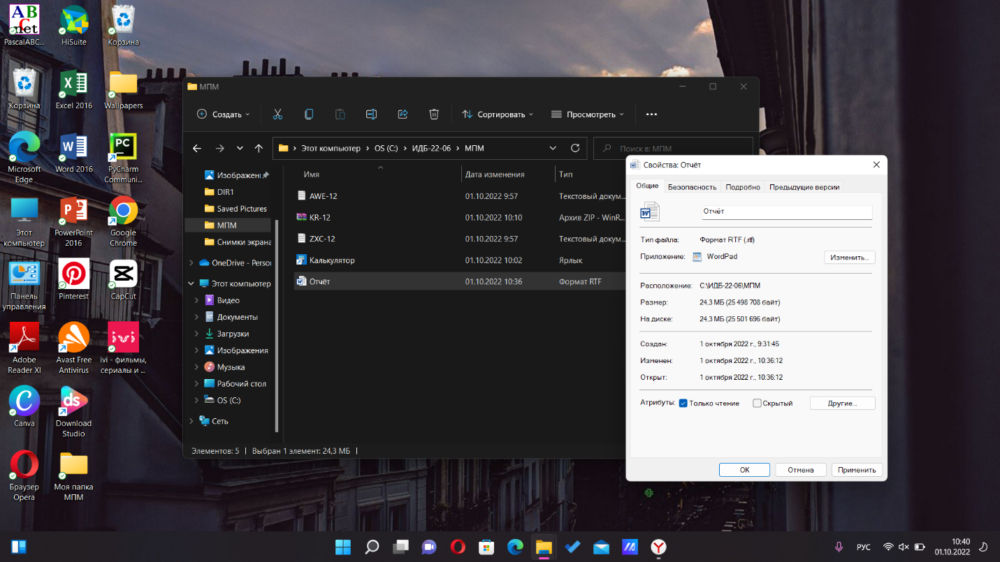 ABC
net
PascalABC...
HiSuite
Корзина
Корзина
Excel 2016
Wallpapers
Microsoft
Edge
Word 2016
PyCharm
Communi...
Этот
компьютер
PowerPoint
2016
Google
Chrome
Панель
управления
Pinterest
CapCut
Adobe
Reader XI
Avast Free
Antivirus
ivi - фильмы,
сериалы и ...
Canva
Download
Studio
Браузер
Opera
Моя папка
МПМ
МПМ
Создать
Сортировать
Просмотреть
Этот компьютер > OS (C:) > ИДБ-22-06 > МПМ
Поиск в: МПМ
Изображени
DIR1
Saved Pictures
МПМ
Снимки экрана
OneDrive - Person
Этот компьютер
Видео
Документы
Загрузки
Изображения
Музыка
Рабочий стол
OS (C:)
Сеть
Имя Дата изменения Тип
AWE-12 01.10.2022 9:57 Текстовый докум...
KR-12 01.10.2022 10:10 Архив ZIP - WinR...
ZXC-12 01.10.2022 9:57 Текстовый докум...
Калькулятор 01.10.2022 10:02 Ярлык
Отчёт 01.10.2022 10:36 Формат RTF
Элементов: 5 | Выбран 1 элемент: 24,3 МБ |
Свойства: Отчёт
Общие Безопасность Подробно Предыдущие версии
Отчёт
Тип файла: Формат RTF (.rtf)
Приложение: WordPad Изменить...
Расположение: C:\ИДБ-22-06\МПМ
Размер: 24,3 МБ (25 498 708 байт)
На диске: 24,3 МБ (25 501 696 байт)
Создан: 1 октября 2022 г., 9:31:45
Изменен: 1 октября 2022 г., 10:36:12
Открыт: 1 октября 2022 г., 10:36:12
Атрибуты: Только чтение Скрытый Другие...
ОК Отмена Применить
РУС
10:40
01.10.2022